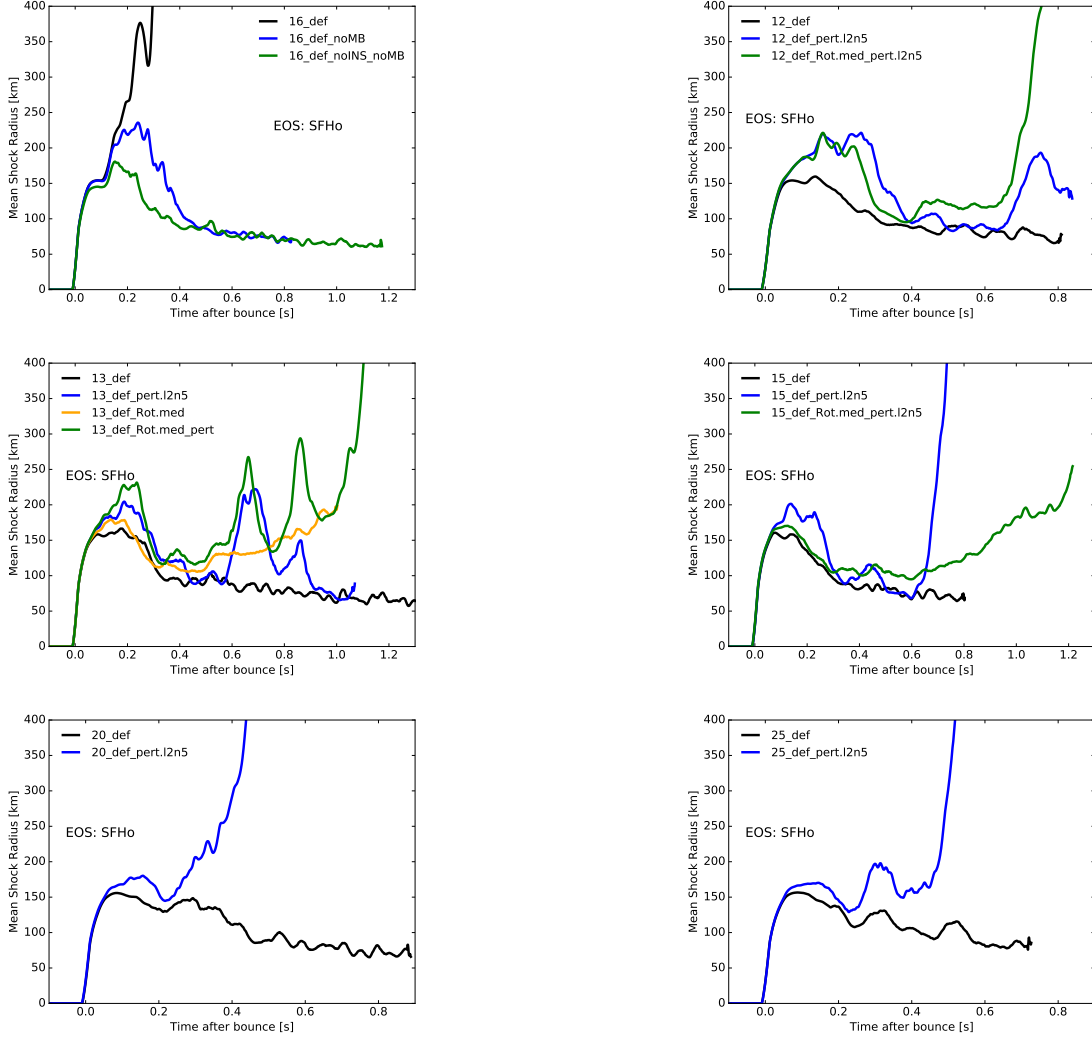 400
350
300
250
200
150
100
50
0
Mean Shock Radius [km]
16_def
16_def_noMB
16_def_noINS_noMB
EOS: SFHo
0.0 0.2 0.4 0.6 0.8 1.0 1.2
Time after bounce [s]
400
350
300
250
200
150
100
50
0
Mean Shock Radius [km]
12_def
12_def_pert.l2n5
12_def_Rot.med_pert.l2n5
EOS: SFHo
0.0 0.2 0.4 0.6 0.8
Time after bounce [s]
400
350
300
250
200
150
100
50
0
Mean Shock Radius [km]
13_def
13_def_pert.l2n5
13_def_Rot.med
13_def_Rot.med_pert
EOS: SFHo
0.0 0.2 0.4 0.6 0.8 1.0 1.2
Time after bounce [s]
400
350
300
250
200
150
100
50
0
Mean Shock Radius [km]
15_def
15_def_pert.l2n5
15_def_Rot.med_pert.l2n5
EOS: SFHo
0.0 0.2 0.4 0.6 0.8 1.0 1.2
Time after bounce [s]
400
350
300
250
200
150
100
50
0
Mean Shock Radius [km]
20_def
20_def_pert.l2n5
EOS: SFHo
0.0 0.2 0.4 0.6 0.8
Time after bounce [s]
400
350
300
250
200
150
100
50
0
Mean Shock Radius [km]
25_def
25_def_pert.l2n5
EOS: SFHo
0.0 0.2 0.4 0.6 0.8
Time after bounce [s]